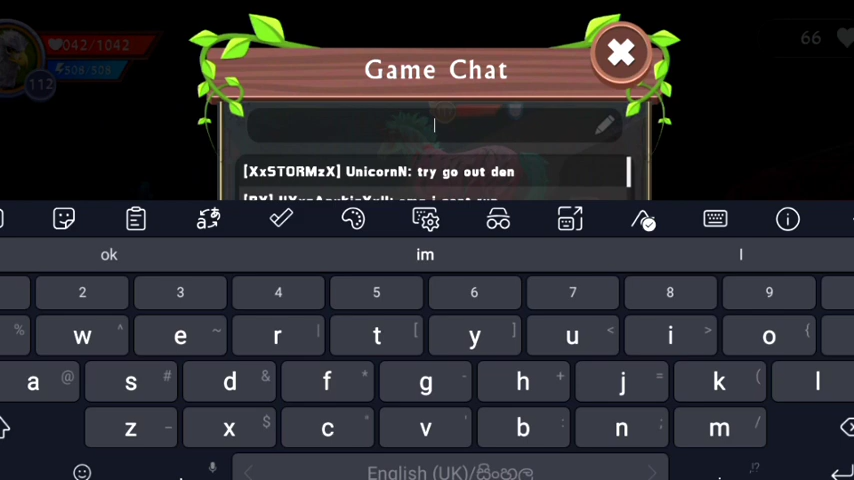 042/1042
508/508
112
66
Game Chat
[XxSTORMzX] UnicornN: try go out den
ok im I
2 3 4 5 6 7 8 9
% w ^ e ~ r | t [ y ] u < i > o {
a @ s # d & f * g - h + j = k ( l
z _ x $ c " v ' b : n ; m /
English (UK)/සිංහල
,!?